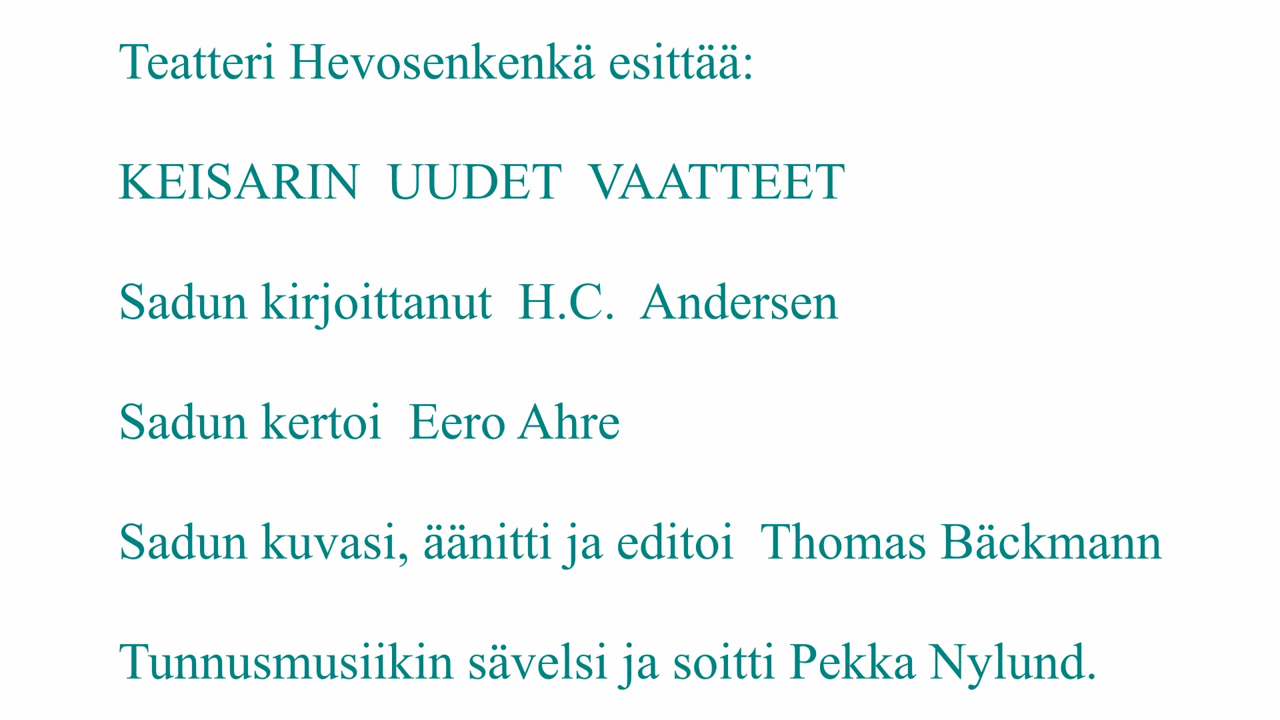 Teatteri Hevosenkenkä esittää:
KEISARIN UUDET VAATTEET
Sadun kirjoittanut H.C. Andersen
Sadun kertoi Eero Ahre
Sadun kuvasi, äänitti ja editoi Thomas Bäckmann
Tunnusmusiikin sävelsi ja soitti Pekka Nylund.